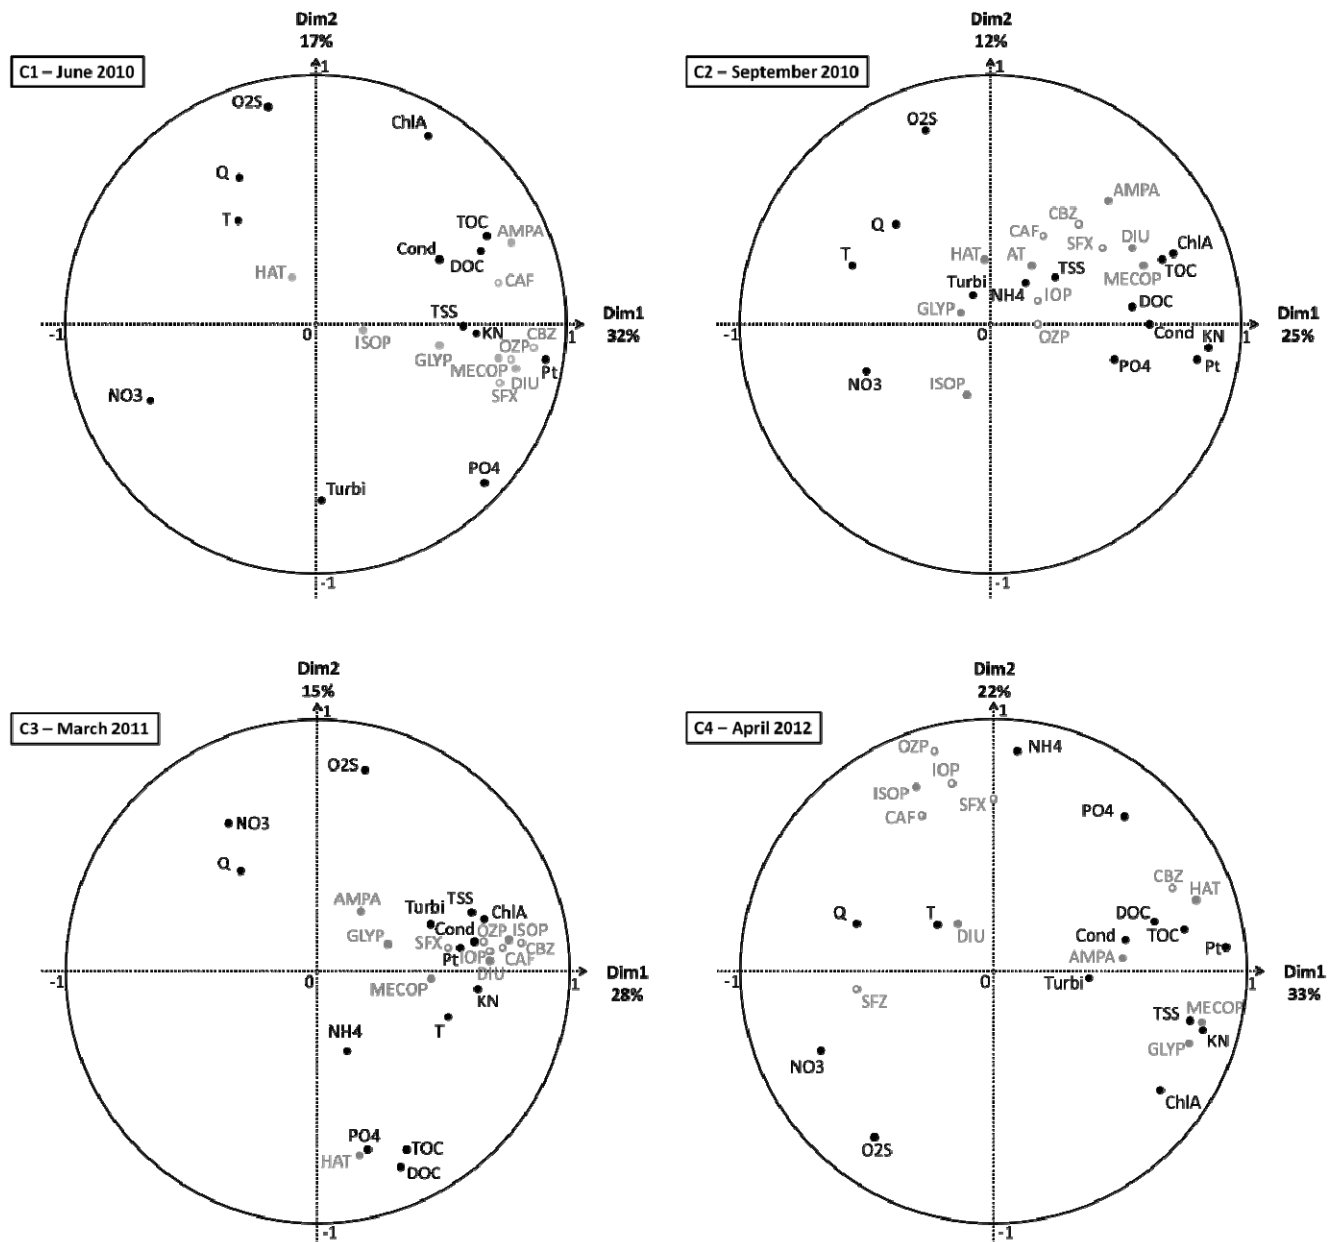 Dim2
17%
C1 – June 2010
1
O2S
ChlA
Q
T
TOC
AMPA
Cond
DOC
HAT
CAF
TSS
KN
CBZ
Dim1
-1
0
1
32%
ISOP
GLYP
OZP
MECOP
Pt
DIU
SFX
NO3
PO4
Turbi
-1
Dim2
12%
C2 – September 2010
1
O2S
AMPA
CBZ
Q
CAF
SFX
DIU
ChlA
T
HAT
AT
TSS
TOC
MECOP
Turbi
NH4
IOP
DOC
GLYP
Dim1
-1
0
OZP
Cond
KN
1
25%
PO4
Pt
NO3
ISOP
-1
Dim2
15%
C3 – March 2011
1
O2S
NO3
Q
AMPA
Turbi
TSS
ChlA
GLYP
Cond
OZP
ISOP
SFX
CBZ
Pt
IOP
CAF
Dim1
-1
0
DIU
1
28%
MECOP
KN
NH4
T
PO4
TOC
HAT
DOC
-1
Dim2
22%
C4 – April 2012
1
OZP
NH4
IOP
ISOP
SFX
CAF
PO4
CBZ
HAT
Q
T
DIU
DOC
TOC
Cond
AMPA
Pt
Dim1
-1
0
Turbi
1
33%
SFZ
TSS
MECOP
KN
GLYP
NO3
ChlA
O2S
-1